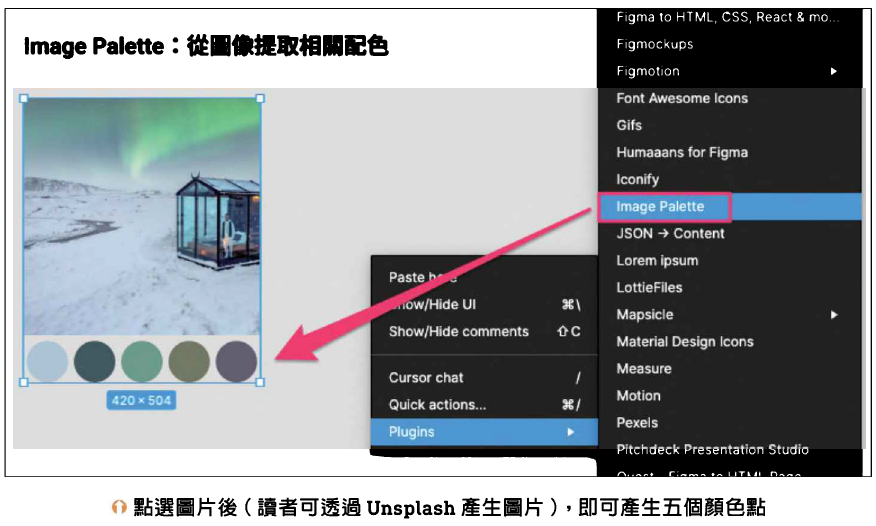 Image Palette：從圖像提取相關配色
420 × 504
Paste here
Show/Hide UI ⌘\
Show/Hide comments ⇧C
Cursor chat /
Quick actions... ⌘/
Plugins
Figma to HTML, CSS, React & mo...
Figmockups
Figmotion
Font Awesome Icons
Gifs
Humaaans for Figma
Iconify
Image Palette
JSON → Content
Lorem ipsum
LottieFiles
Mapsicle
Material Design Icons
Measure
Motion
Pexels
Pitchdeck Presentation Studio
點選圖片後（讀者可透過 Unsplash 產生圖片），即可產生五個顏色點